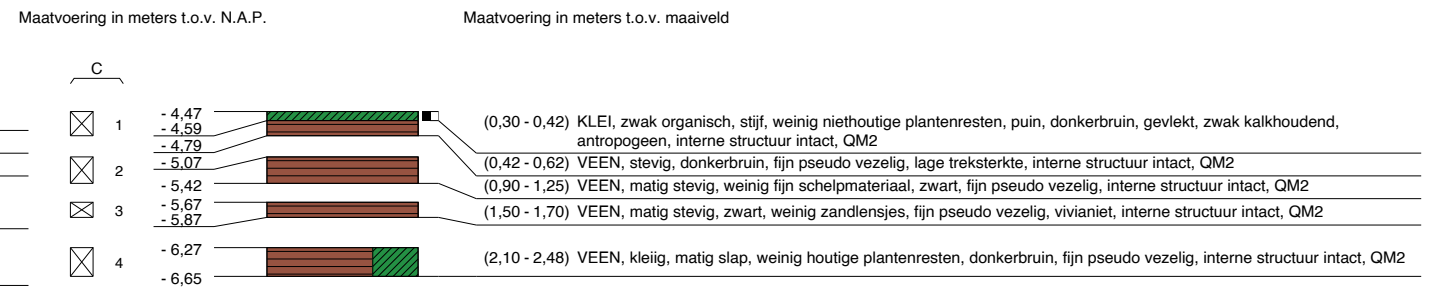 Maatvoering in meters t.o.v. N.A.P.
Maatvoering in meters t.o.v. maaiveld
C
1
- 4,47
- 4,59
- 4,79
(0,30 - 0,42) KLEI, zwak organisch, stijf, weinig niethoutige plantenresten, puin, donkerbruin, gevlekt, zwak kalkhoudend,
antropogeen, interne structuur intact, QM2
(0,42 - 0,62) VEEN, stevig, donkerbruin, fijn pseudo vezelig, lage treksterkte, interne structuur intact, QM2
2
- 5,07
- 5,42
(0,90 - 1,25) VEEN, matig stevig, weinig fijn schelpmateriaal, zwart, fijn pseudo vezelig, interne structuur intact, QM2
3
- 5,67
- 5,87
(1,50 - 1,70) VEEN, matig stevig, zwart, weinig zandlensjes, fijn pseudo vezelig, vivianiet, interne structuur intact, QM2
4
- 6,27
- 6,65
(2,10 - 2,48) VEEN, kleiig, matig slap, weinig houtige plantenresten, donkerbruin, fijn pseudo vezelig, interne structuur intact, QM2